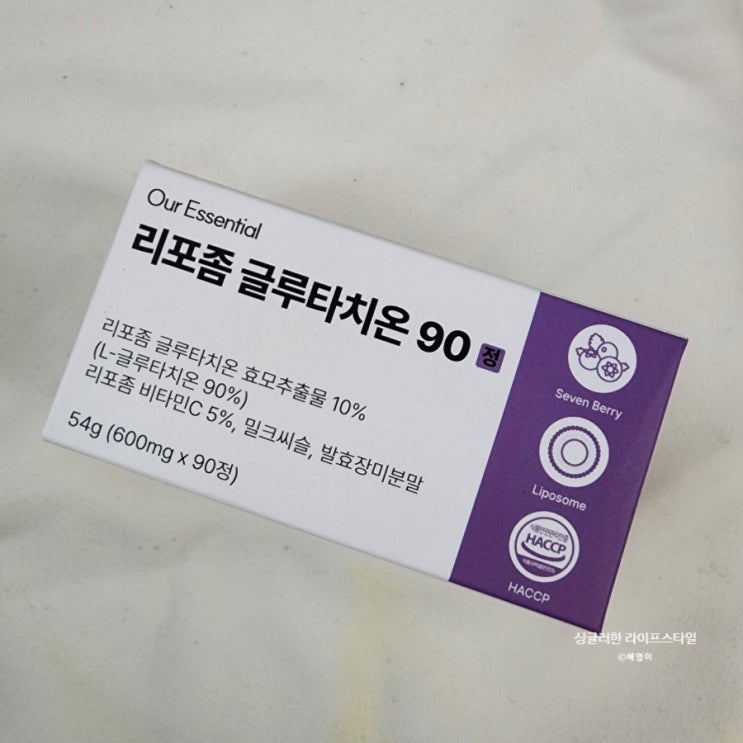 Our Essential
리포좀 글루타치온 90 정
리포좀 글루타치온 효모추출물 10%
(L-글루타치온 90%)
리포좀 비타민C 5%, 밀크씨슬, 발효장미분말
54g (600mg x 90정)
Seven Berry
Liposome
HACCP
HACCP
싱귤러한 라이프스타일